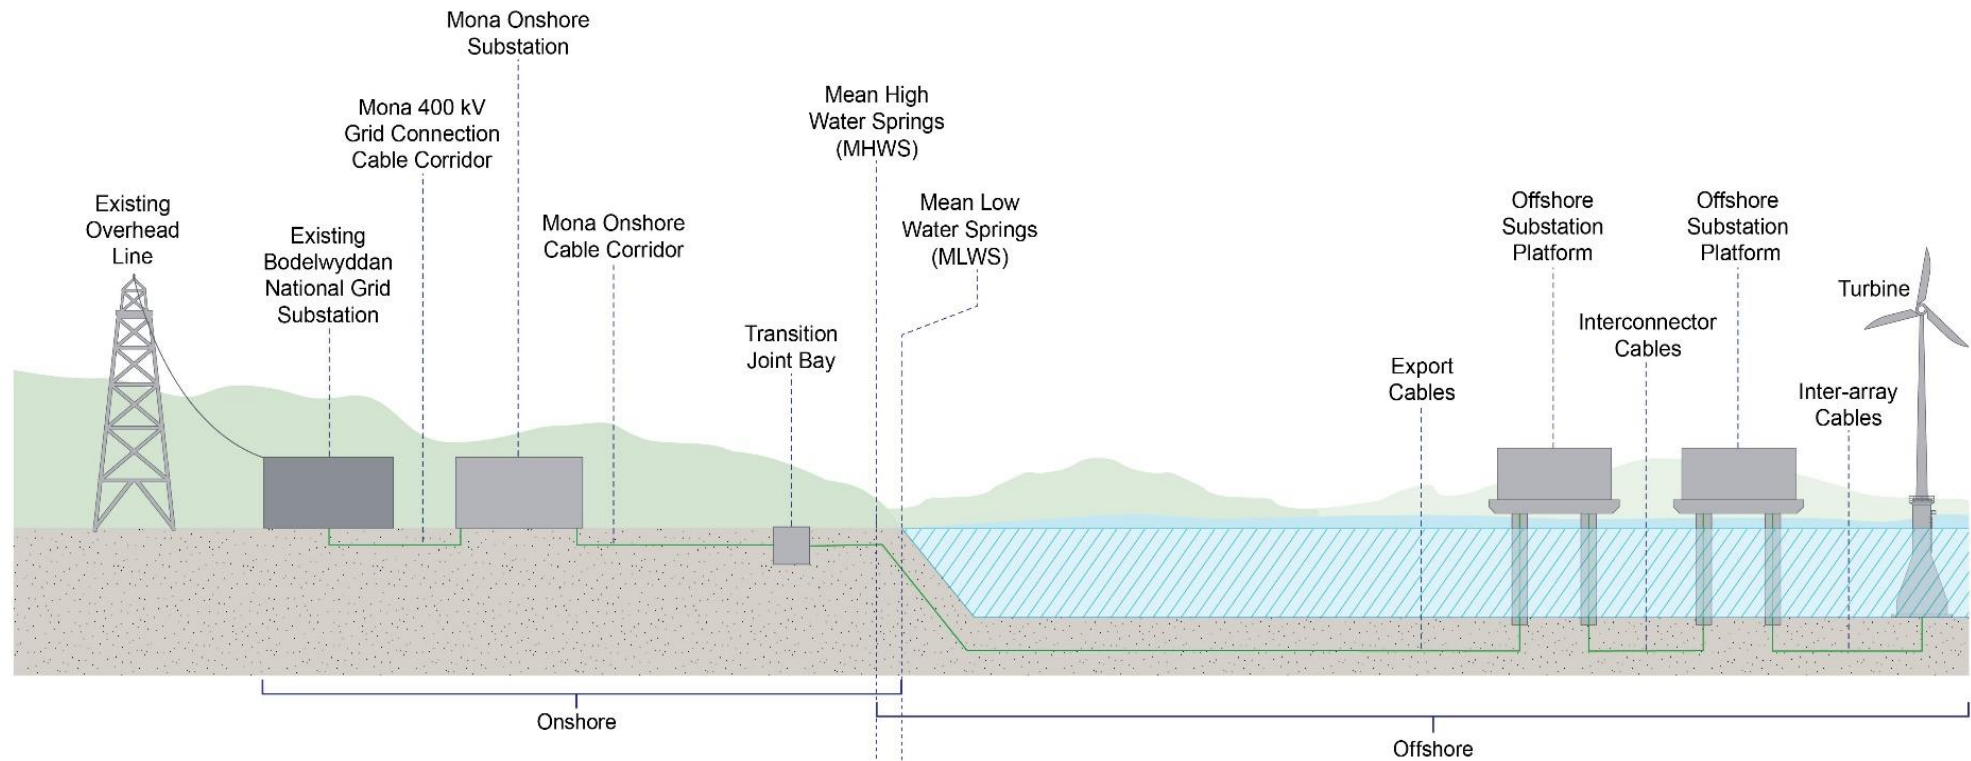 Mona Onshore
Substation
Mona 400 kV
Grid Connection
Cable Corridor
Mean High
Water Springs
(MHWS)
Existing
Overhead
Line
Existing
Bodelwyddan
National Grid
Substation
Mona Onshore
Cable Corridor
Transition
Joint Bay
Mean Low
Water Springs
(MLWS)
Export
Cables
Offshore
Substation
Platform
Interconnector
Cables
Offshore
Substation
Platform
Turbine
Inter-array
Cables
Onshore
Offshore